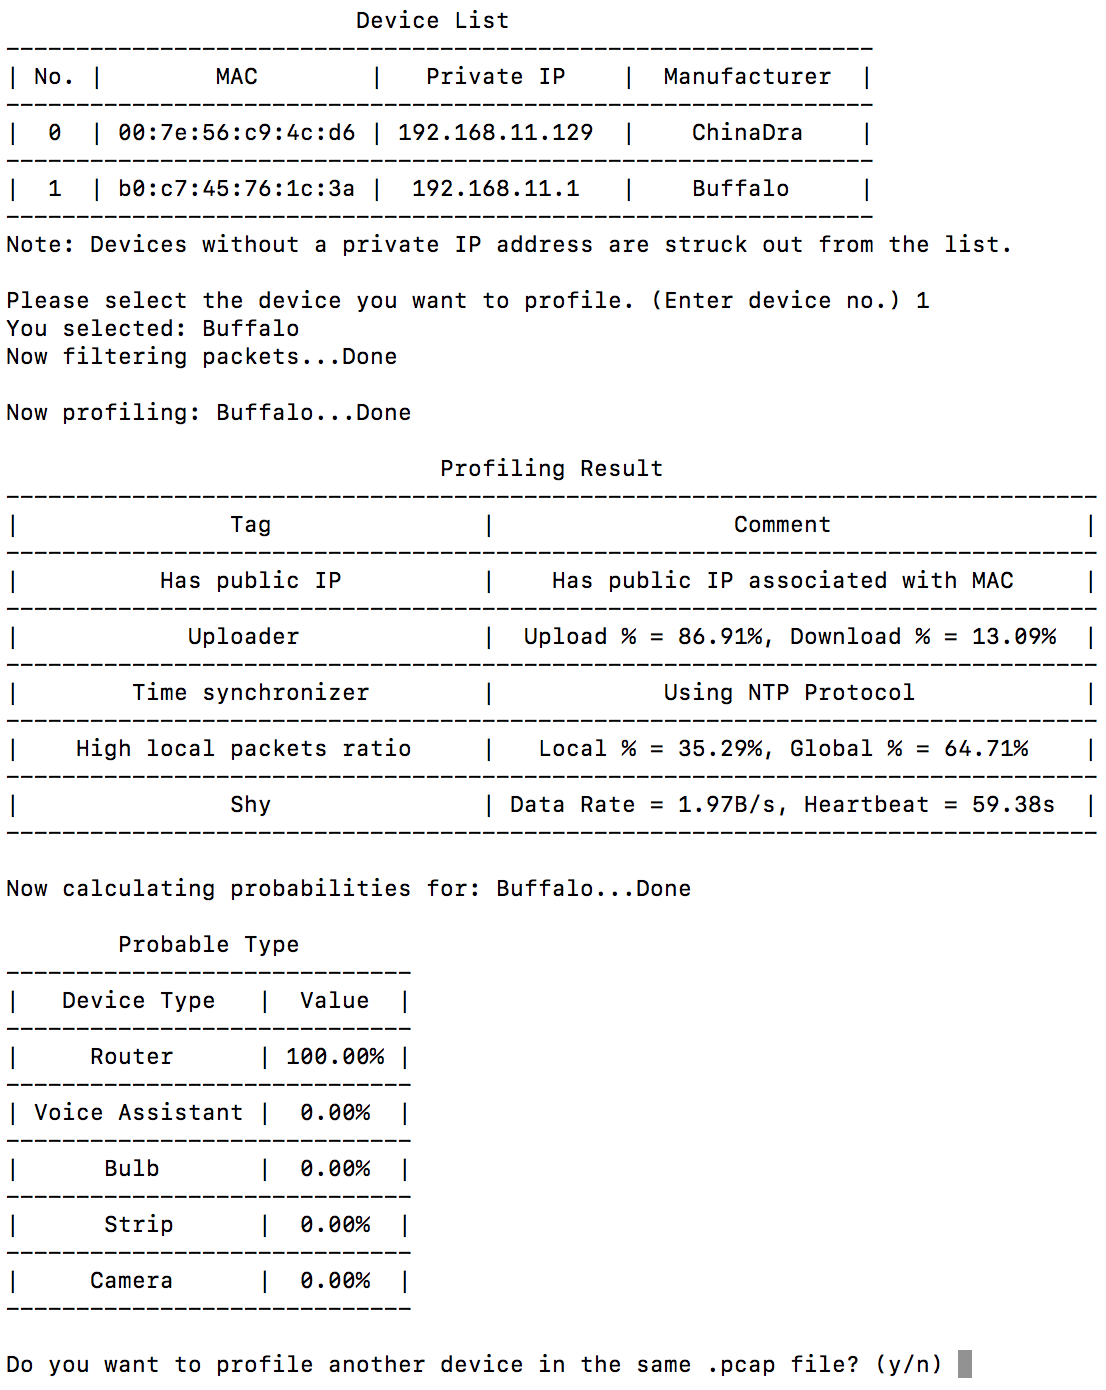 Device List
| No. | MAC | Private IP | Manufacturer |
| 0 | 00:7e:56:c9:4c:d6 | 192.168.11.129 | ChinaDra |
| 1 | b0:c7:45:76:1c:3a | 192.168.11.1 | Buffalo |
Note: Devices without a private IP address are struck out from the list.
Please select the device you want to profile. (Enter device no.) 1
You selected: Buffalo
Now filtering packets...Done
Now profiling: Buffalo...Done
Profiling Result
| Tag | Comment |
| Has public IP | Has public IP associated with MAC |
| Uploader | Upload % = 86.91%, Download % = 13.09% |
| Time synchronizer | Using NTP Protocol |
| High local packets ratio | Local % = 35.29%, Global % = 64.71% |
| Shy | Data Rate = 1.97B/s, Heartbeat = 59.38s |
Now calculating probabilities for: Buffalo...Done
Probable Type
| Device Type | Value |
| Router | 100.00% |
| Voice Assistant | 0.00% |
| Bulb | 0.00% |
| Strip | 0.00% |
| Camera | 0.00% |
Do you want to profile another device in the same .pcap file? (y/n)